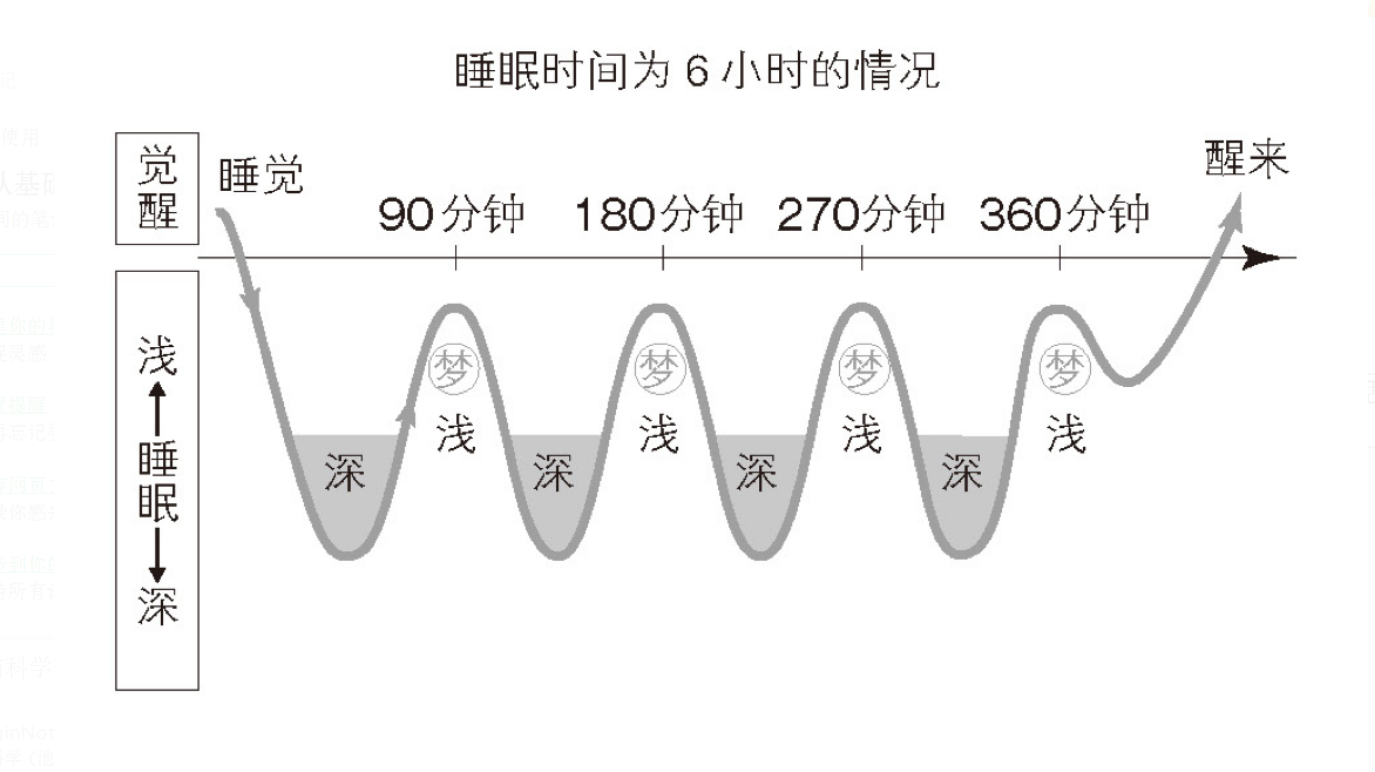 睡眠时间为 6 小时的情况
觉醒
睡觉
醒来
90分钟 180分钟 270分钟 360分钟
浅
睡眠
深
梦 梦 梦 梦
浅 浅 浅 浅
深 深 深 深